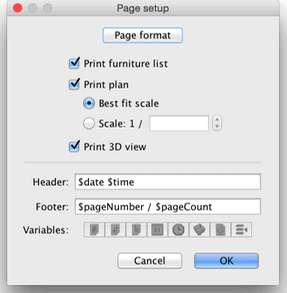 Page setup
Page format
Print furniture list
Print plan
Best fit scale
Scale: 1 /
Print 3D view
Header: $date $time
Footer: $pageNumber / $pageCount
Variables:
Cancel OK